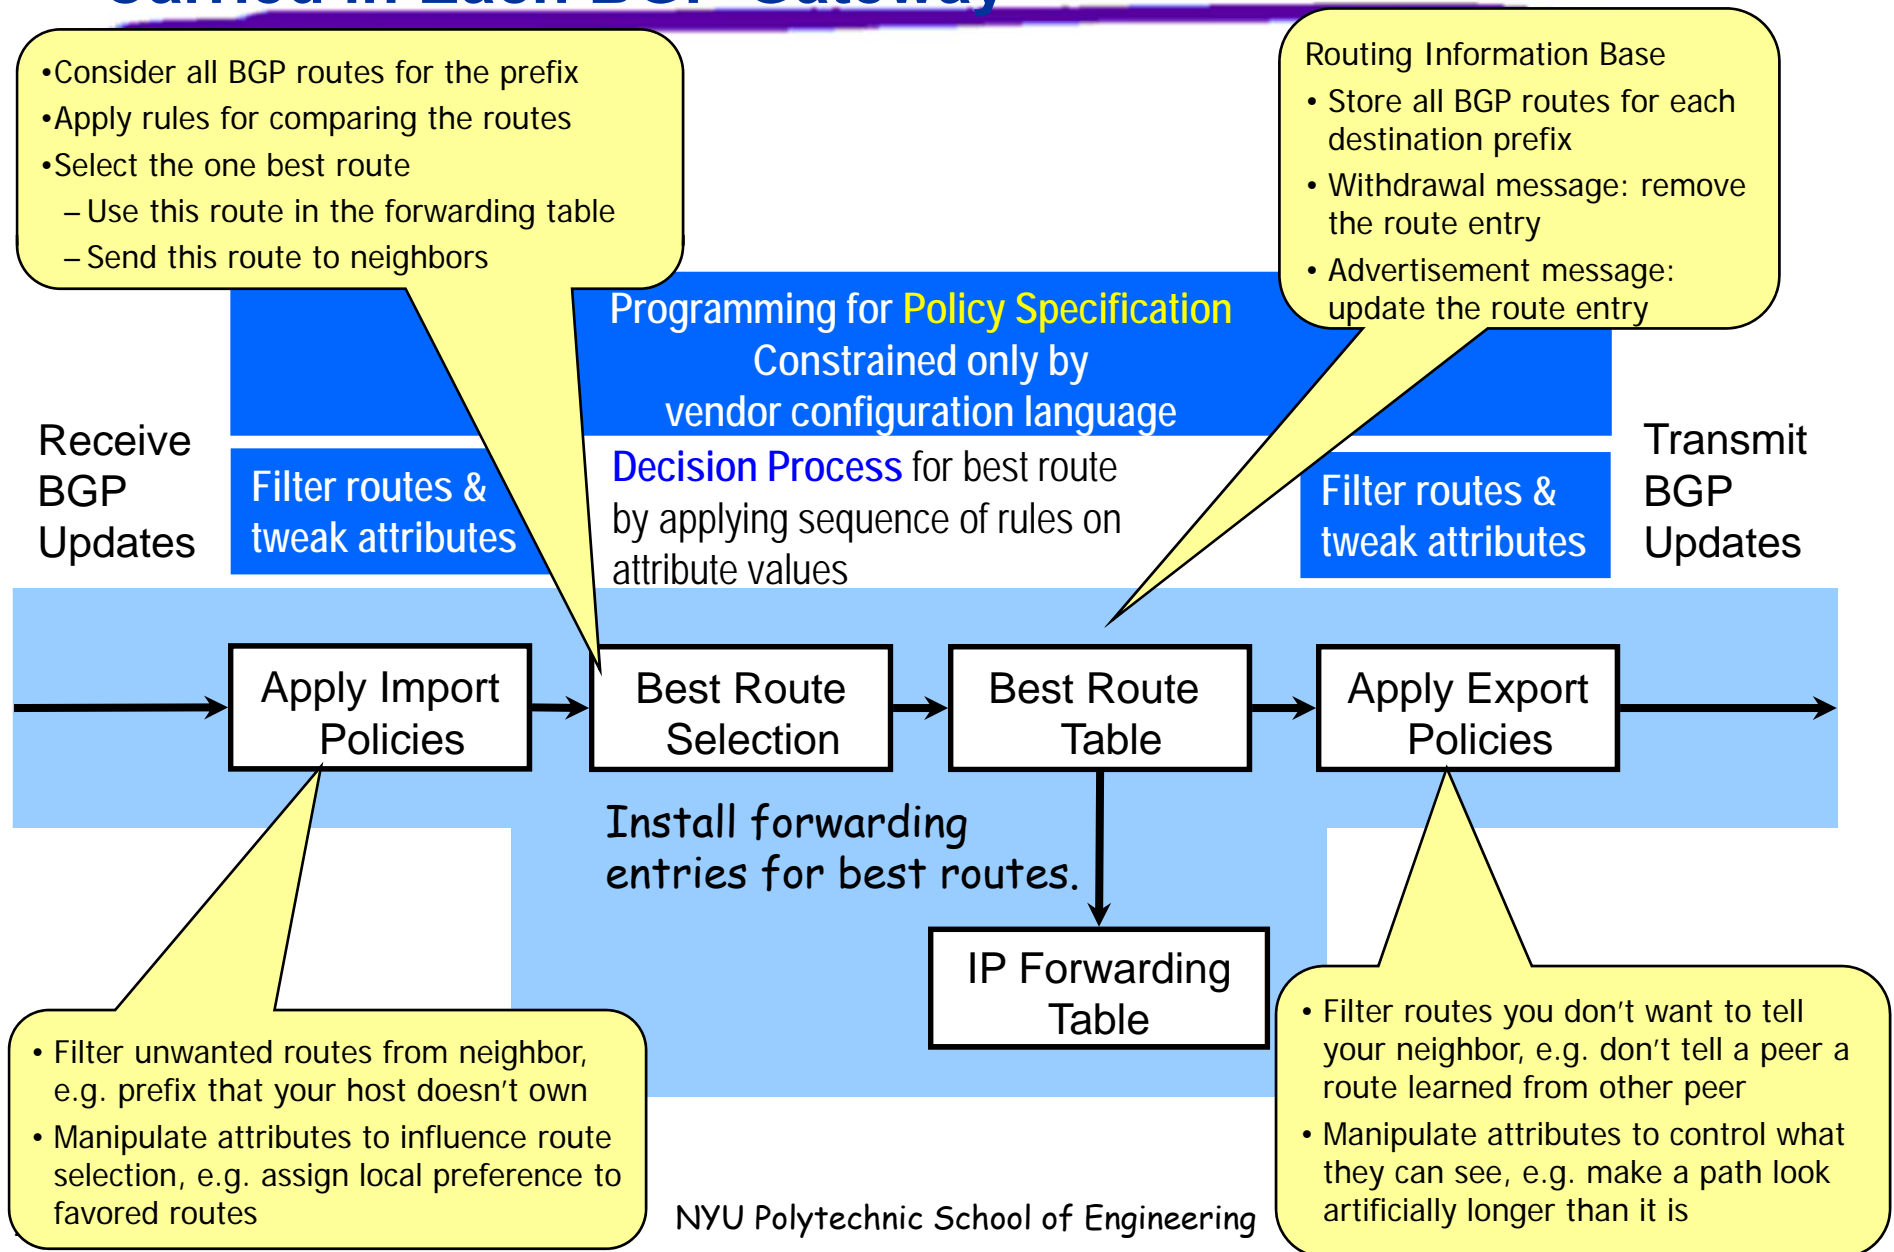 Carried in Each BGP Gateway
•Consider all BGP routes for the prefix
•Apply rules for comparing the routes
•Select the one best route
– Use this route in the forwarding table
– Send this route to neighbors
Routing Information Base
• Store all BGP routes for each
destination prefix
• Withdrawal message: remove
the route entry
• Advertisement message:
update the route entry
Programming for Policy Specification
Constrained only by
vendor configuration language
Receive
BGP
Updates
Filter routes &
tweak attributes
Decision Process for best route
by applying sequence of rules on
attribute values
Filter routes &
tweak attributes
Transmit
BGP
Updates
Apply Import
Policies
Best Route
Selection
Best Route
Table
Apply Export
Policies
Install forwarding
entries for best routes.
IP Forwarding
Table
• Filter unwanted routes from neighbor,
e.g. prefix that your host doesn’t own
• Manipulate attributes to influence route
selection, e.g. assign local preference to
favored routes
• Filter routes you don’t want to tell
your neighbor, e.g. don’t tell a peer a
route learned from other peer
• Manipulate attributes to control what
they can see, e.g. make a path look
artificially longer than it is
NYU Polytechnic School of Engineering